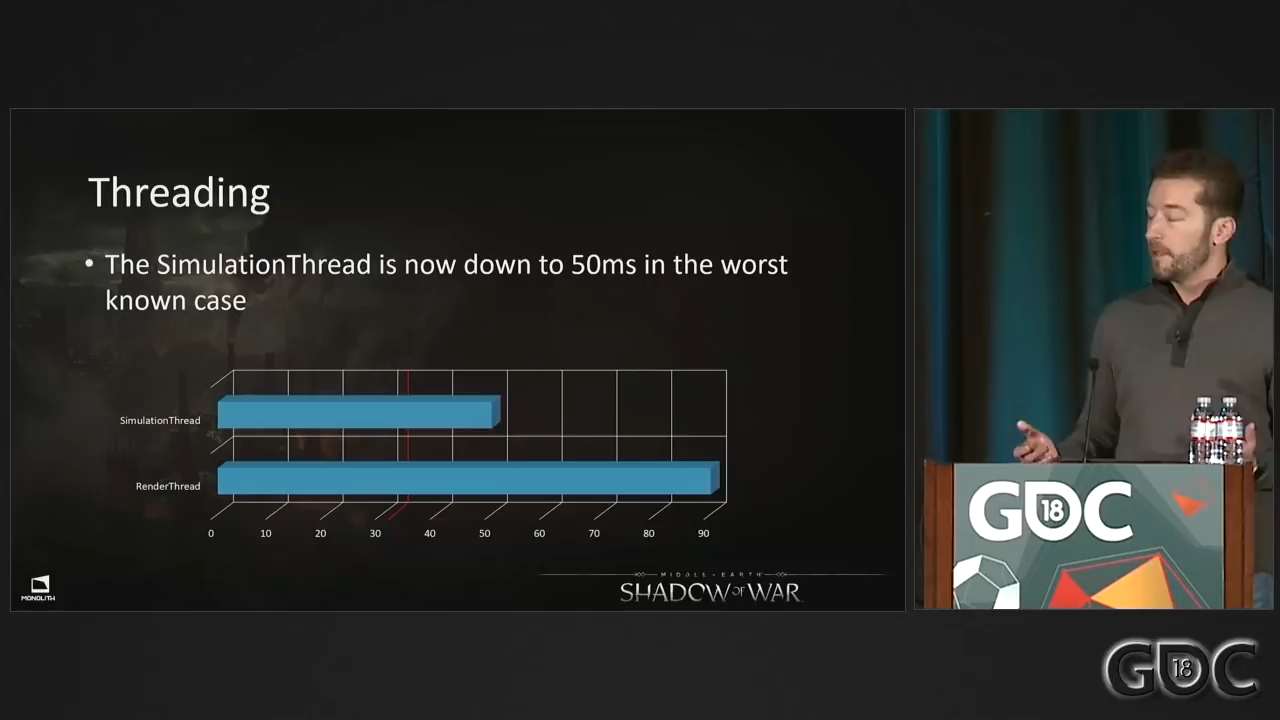 Threading
• The SimulationThread is now down to 50ms in the worst
known case
SimulationThread
RenderThread
0 10 20 30 40 50 60 70 80 90
MONOLITH
MIDDLE-EARTH
SHADOW OF WAR
GDC
18
GDC
18